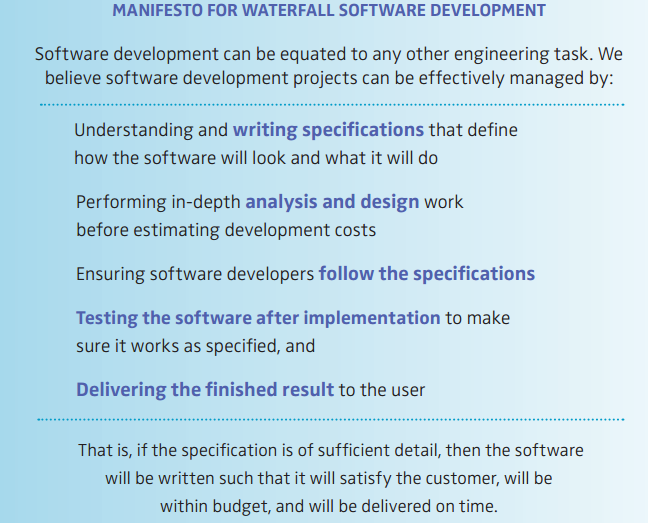 MANIFESTO FOR WATERFALL SOFTWARE DEVELOPMENT
Software development can be equated to any other engineering task. We
believe software development projects can be effectively managed by:
Understanding and writing specifications that define
how the software will look and what it will do
Performing in-depth analysis and design work
before estimating development costs
Ensuring software developers follow the specifications
Testing the software after implementation to make
sure it works as specified, and
Delivering the finished result to the user
That is, if the specification is of sufficient detail, then the software
will be written such that it will satisfy the customer, will be
within budget, and will be delivered on time.